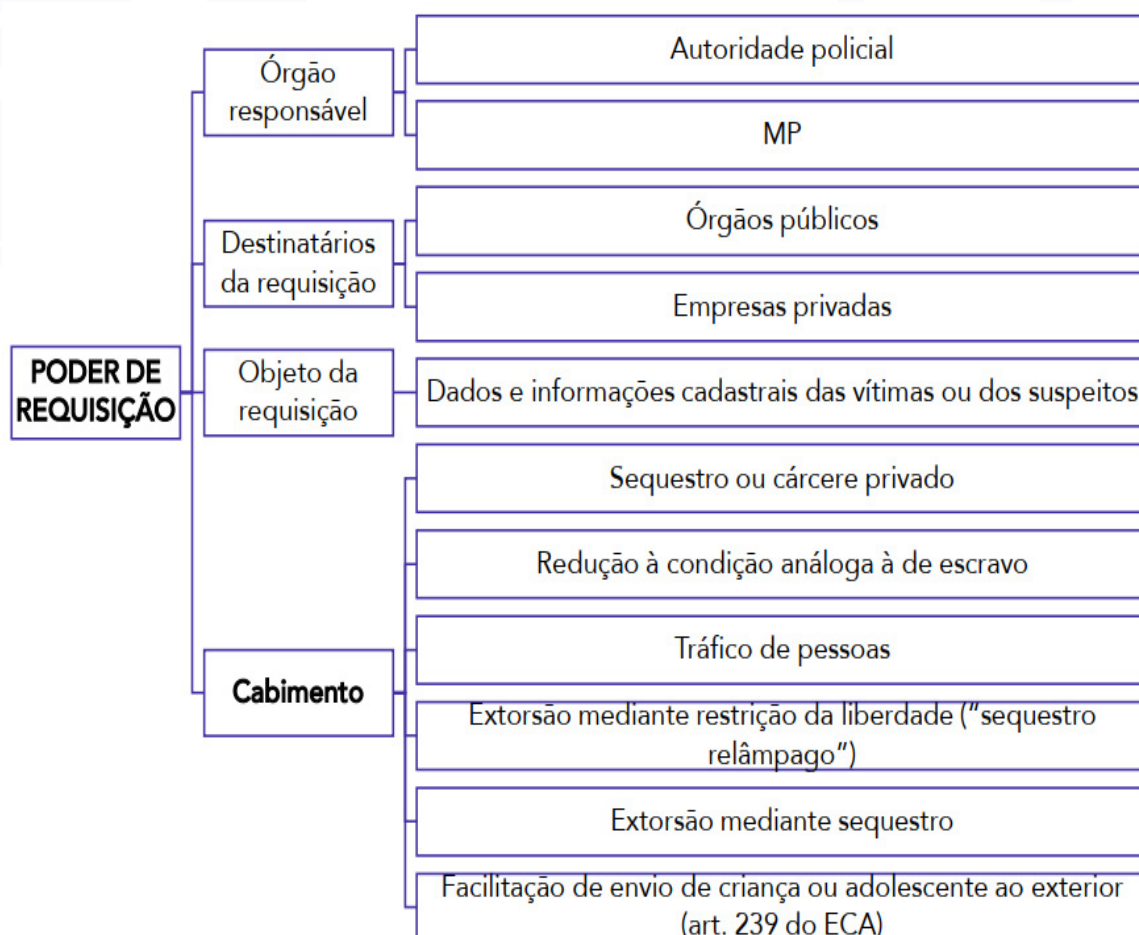 PODER DE
REQUISIÇÃO
Órgão
responsável
Autoridade policial
MP
Destinatários
da requisição
Órgãos públicos
Empresas privadas
Objeto da
requisição
Dados e informações cadastrais das vítimas ou dos suspeitos
Cabimento
Sequestro ou cárcere privado
Redução à condição análoga à de escravo
Tráfico de pessoas
Extorsão mediante restrição da liberdade (“sequestro
relâmpago”)
Extorsão mediante sequestro
Facilitação de envio de criança ou adolescente ao exterior
(art. 239 do ECA)